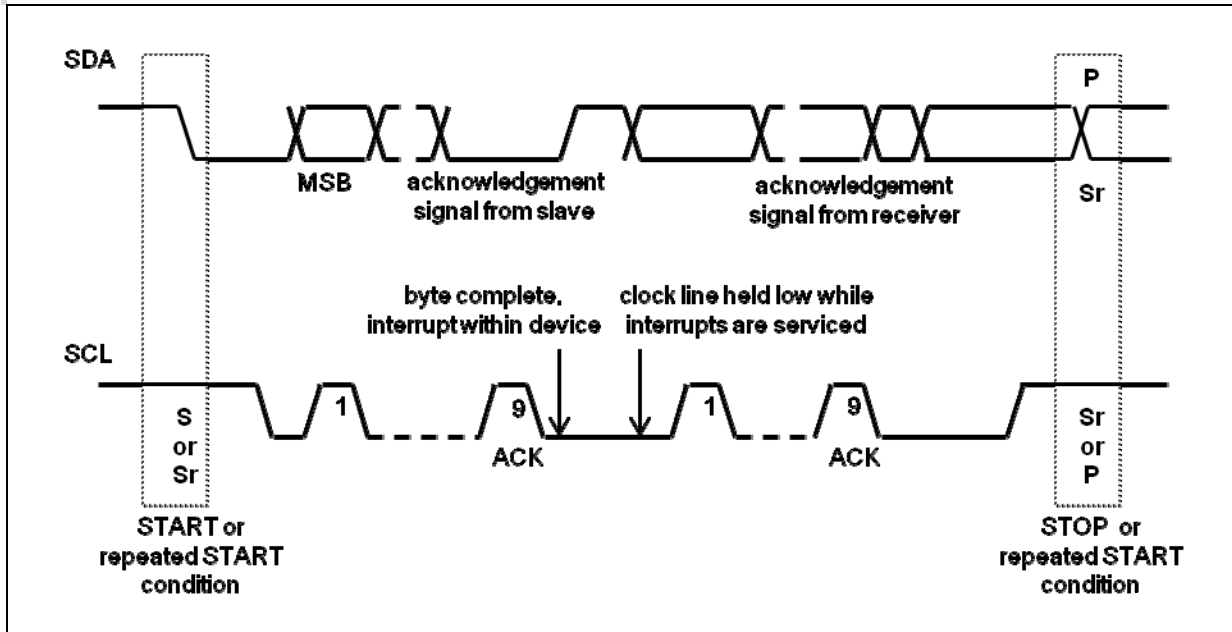 SDA
P
MSB
acknowledgement
signal from slave
acknowledgement
signal from receiver
Sr
byte complete,
interrupt within device
clock line held low while
interrupts are serviced
SCL
S
or
Sr
1
9
ACK
1
9
ACK
Sr
or
P
START or
repeated START
condition
STOP or
repeated START
condition